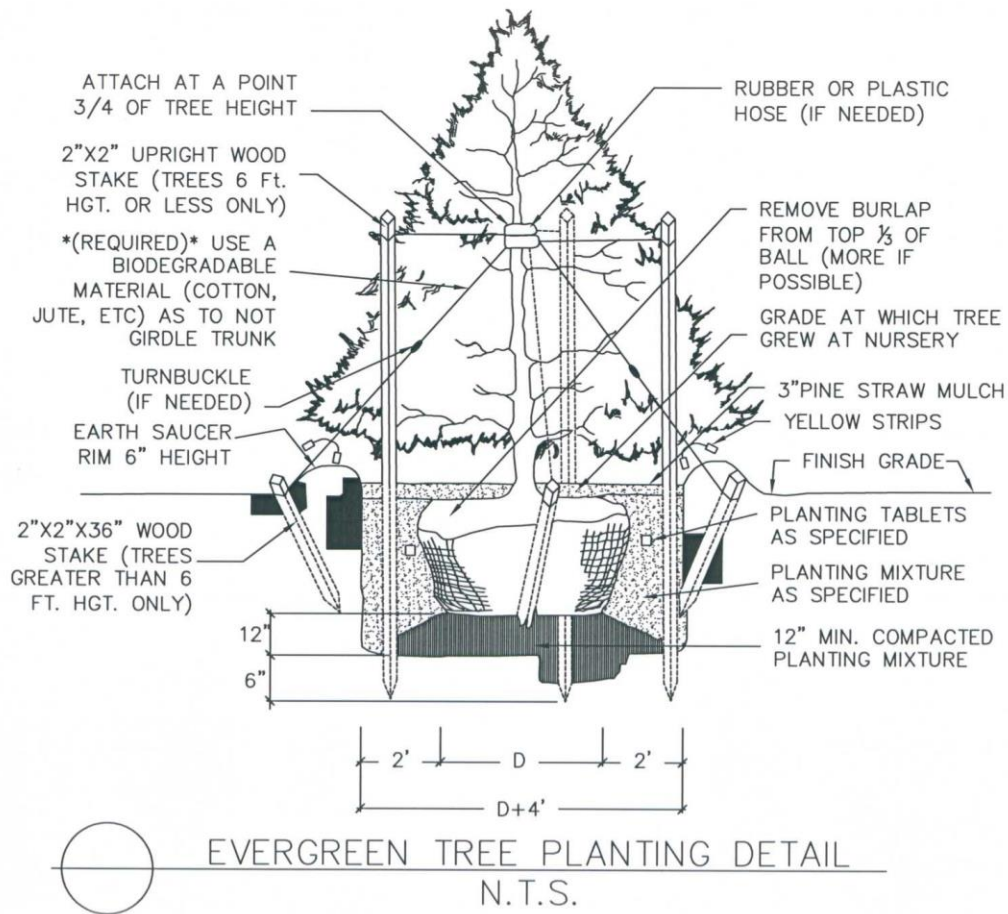 ATTACH AT A POINT
3/4 OF TREE HEIGHT
2"X2" UPRIGHT WOOD
STAKE (TREES 6 Ft.
HGT. OR LESS ONLY)
*(REQUIRED)* USE A
BIODEGRADABLE
MATERIAL (COTTON,
JUTE, ETC) AS TO NOT
GIRDLE TRUNK
TURNBUCKLE
(IF NEEDED)
EARTH SAUCER
RIM 6" HEIGHT
2"X2"X36" WOOD
STAKE (TREES
GREATER THAN 6
FT. HGT. ONLY)
12"
6"
RUBBER OR PLASTIC
HOSE (IF NEEDED)
REMOVE BURLAP
FROM TOP ⅓ OF
BALL (MORE IF
POSSIBLE)
GRADE AT WHICH TREE
GREW AT NURSERY
3"PINE STRAW MULCH
YELLOW STRIPS
FINISH GRADE
PLANTING TABLETS
AS SPECIFIED
PLANTING MIXTURE
AS SPECIFIED
12" MIN. COMPACTED
PLANTING MIXTURE
2' D 2'
D+4'
EVERGREEN TREE PLANTING DETAIL
N.T.S.